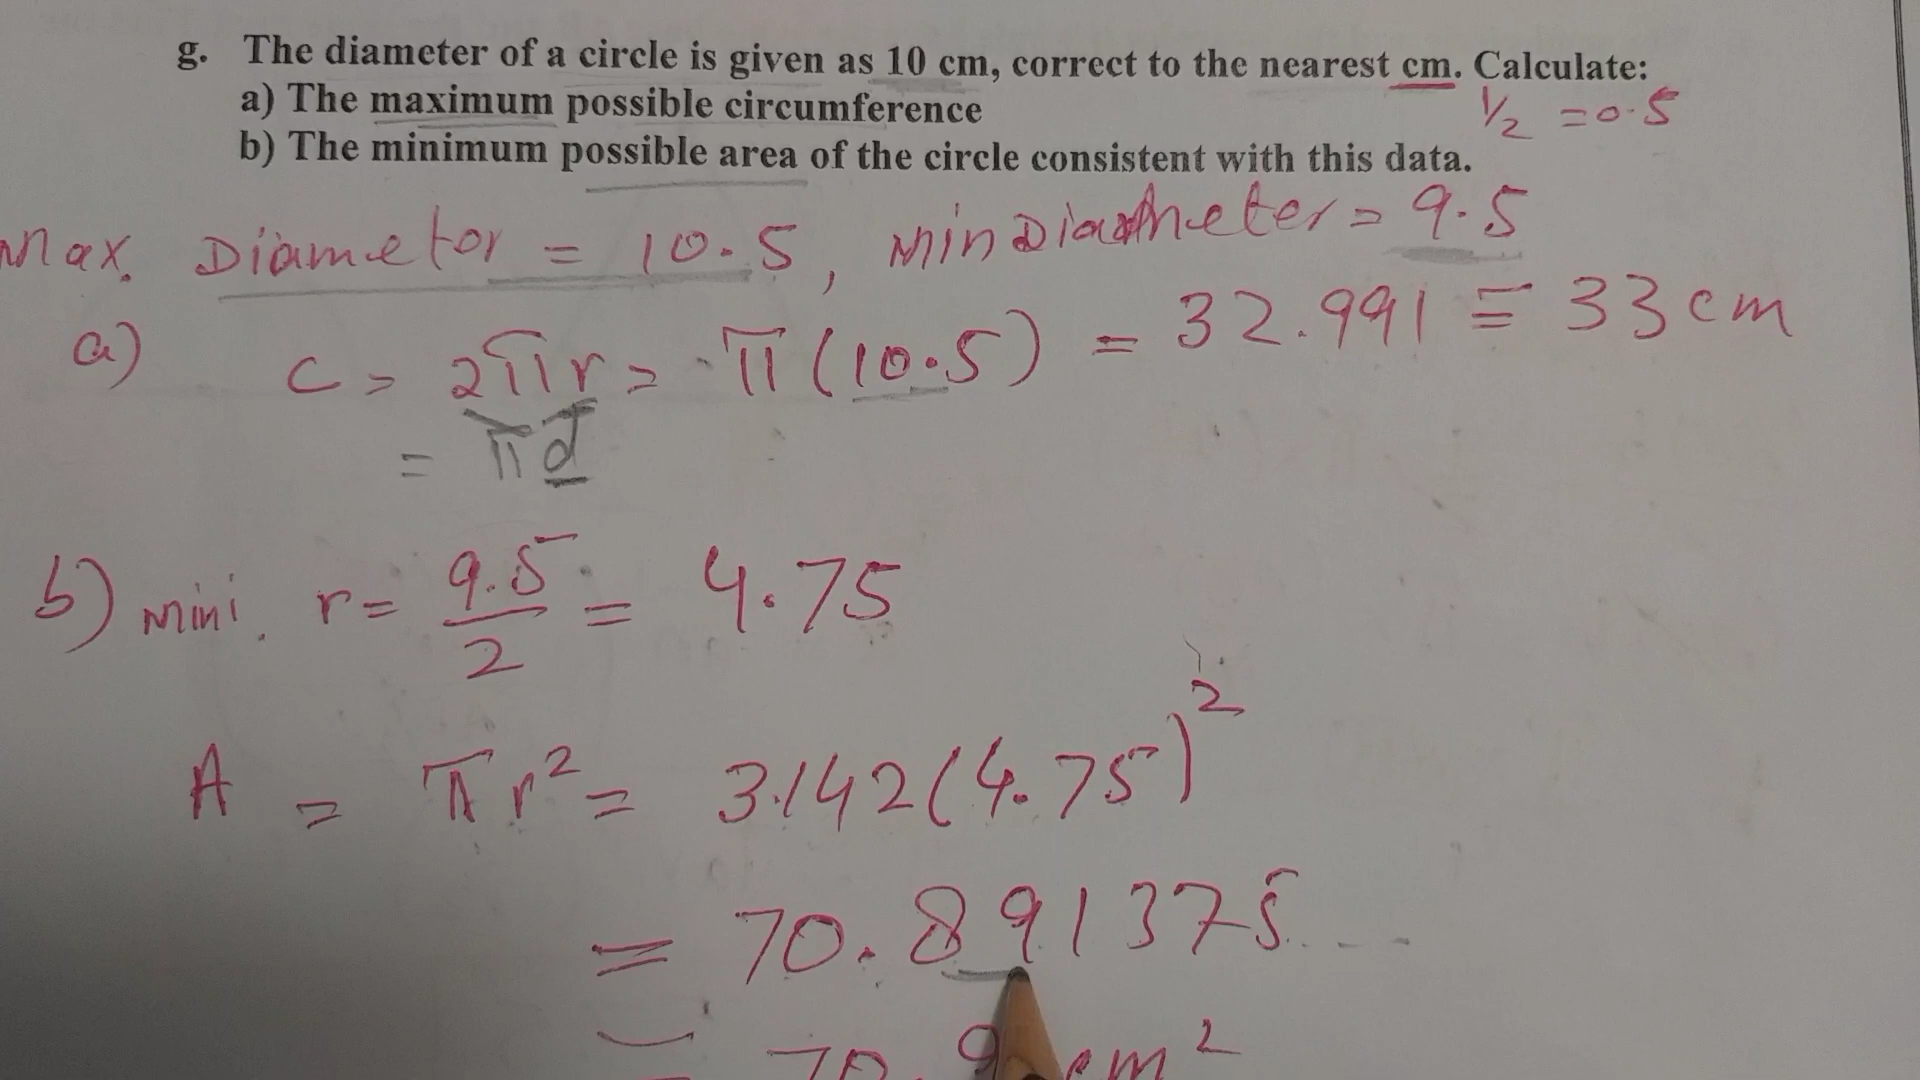 g. The diameter of a circle is given as 10 cm, correct to the nearest cm. Calculate:
a) The maximum possible circumference
1/2 = 0.5
b) The minimum possible area of the circle consistent with this data.
Max. Diameter = 10.5, Min Diameter = 9.5
a) C = 2πr = π(10.5) = 32.991 = 33 cm
= πd
b) mini. r = 9.5/2 = 4.75
A = πr² = 3.142(4.75)²
= 70.891375...
= 70.9 cm²